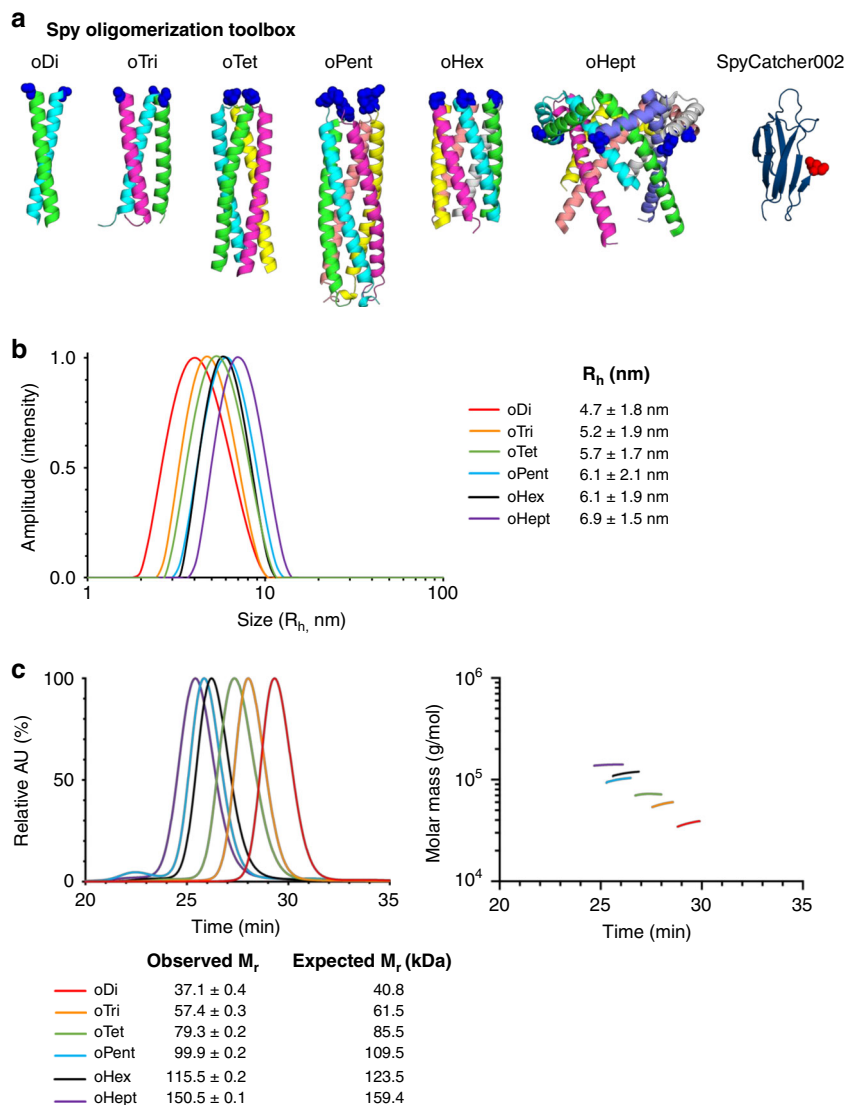 a Spy oligomerization toolbox
oDi oTri oTet oPent oHex oHept SpyCatcher002
b
1.0
0.5
0.0
Amplitude (intensity)
1 10 100
Size (Rh, nm)
Rh (nm)
oDi 4.7 ± 1.8 nm
oTri 5.2 ± 1.9 nm
oTet 5.7 ± 1.7 nm
oPent 6.1 ± 2.1 nm
oHex 6.1 ± 1.9 nm
oHept 6.9 ± 1.5 nm
c
100
50
0
Relative AU (%)
20 25 30 35
Time (min)
10^6
10^5
10^4
Molar mass (g/mol)
20 25 30 35
Time (min)
Observed Mr Expected Mr (kDa)
oDi 37.1 ± 0.4 40.8
oTri 57.4 ± 0.3 61.5
oTet 79.3 ± 0.2 85.5
oPent 99.9 ± 0.2 109.5
oHex 115.5 ± 0.2 123.5
oHept 150.5 ± 0.1 159.4